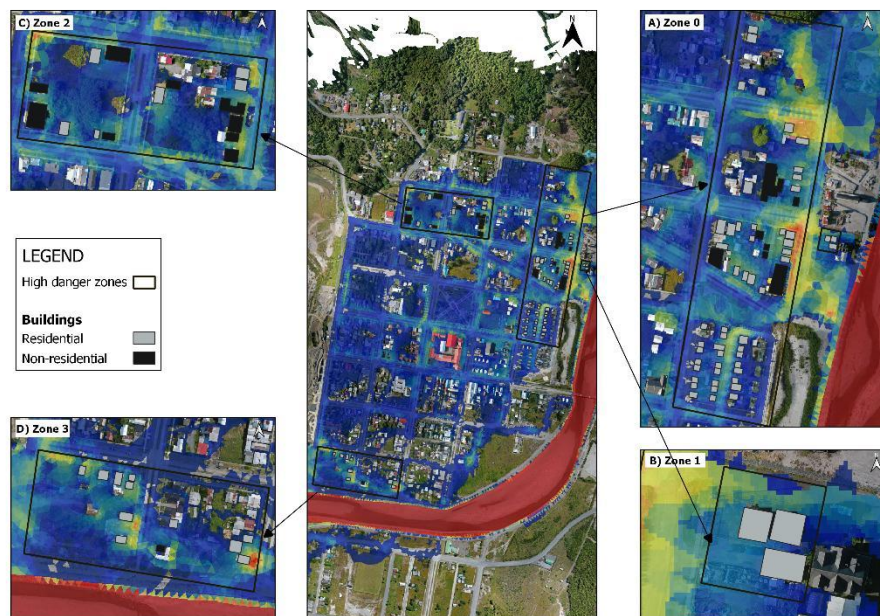 C) Zone 2
N
A) Zone 0
LEGEND
High danger zones
Buildings
Residential
Non-residential
D) Zone 3
B) Zone 1